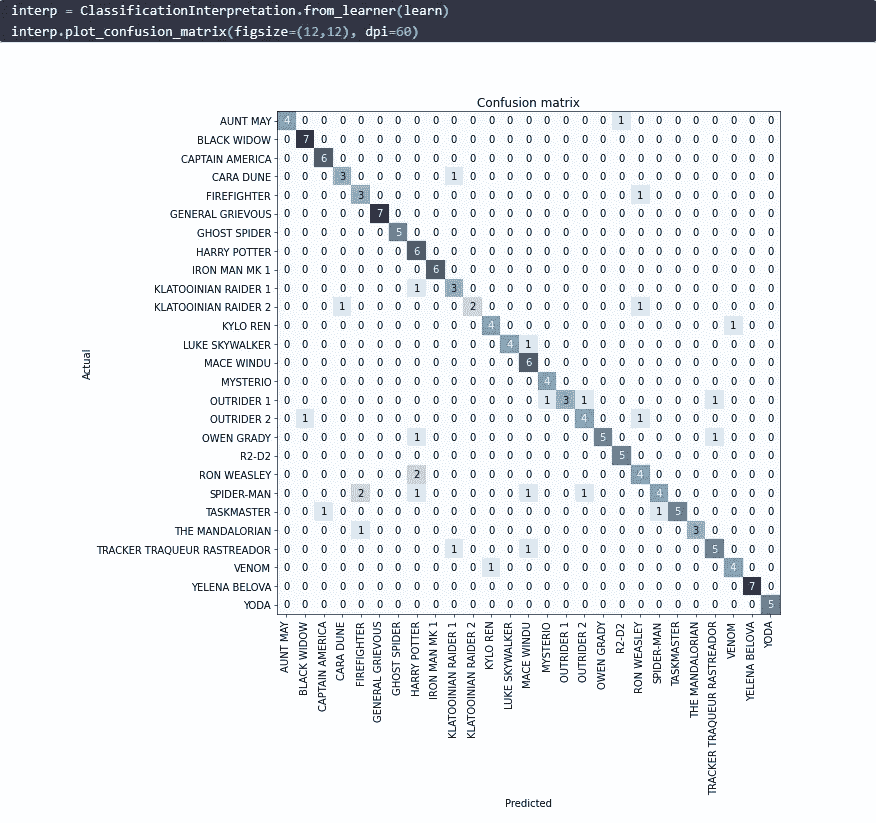 interp = ClassificationInterpretation.from_learner(learn)
interp.plot_confusion_matrix(figsize=(12,12), dpi=60)
Confusion matrix
AUNT MAY 4 0 0 0 0 0 0 0 0 0 0 0 0 0 0 0 0 0 1 0 0 0 0 0 0 0 0
BLACK WIDOW 0 7 0 0 0 0 0 0 0 0 0 0 0 0 0 0 0 0 0 0 0 0 0 0 0 0 0
CAPTAIN AMERICA 0 0 6 0 0 0 0 0 0 0 0 0 0 0 0 0 0 0 0 0 0 0 0 0 0 0 0
CARA DUNE 0 0 0 3 0 0 0 0 0 1 0 0 0 0 0 0 0 0 0 0 0 0 0 0 0 0 0
FIREFIGHTER 0 0 0 0 3 0 0 0 0 0 0 0 0 0 0 0 0 0 0 1 0 0 0 0 0 0 0
GENERAL GRIEVOUS 0 0 0 0 0 7 0 0 0 0 0 0 0 0 0 0 0 0 0 0 0 0 0 0 0 0 0
GHOST SPIDER 0 0 0 0 0 0 5 0 0 0 0 0 0 0 0 0 0 0 0 0 0 0 0 0 0 0 0
HARRY POTTER 0 0 0 0 0 0 0 6 0 0 0 0 0 0 0 0 0 0 0 0 0 0 0 0 0 0 0
IRON MAN MK 1 0 0 0 0 0 0 0 0 6 0 0 0 0 0 0 0 0 0 0 0 0 0 0 0 0 0 0
KLATOOINIAN RAIDER 1 0 0 0 0 0 0 0 1 0 3 0 0 0 0 0 0 0 0 0 0 0 0 0 0 0 0 0
KLATOOINIAN RAIDER 2 0 0 0 1 0 0 0 0 0 0 2 0 0 0 0 0 0 0 0 1 0 0 0 0 0 0 0
KYLO REN 0 0 0 0 0 0 0 0 0 0 0 4 0 0 0 0 0 0 0 0 0 0 0 0 1 0 0
LUKE SKYWALKER 0 0 0 0 0 0 0 0 0 0 0 0 4 1 0 0 0 0 0 0 0 0 0 0 0 0 0
MACE WINDU 0 0 0 0 0 0 0 0 0 0 0 0 0 6 0 0 0 0 0 0 0 0 0 0 0 0 0
MYSTERIO 0 0 0 0 0 0 0 0 0 0 0 0 0 0 4 0 0 0 0 0 0 0 0 0 0 0 0
OUTRIDER 1 0 0 0 0 0 0 0 0 0 0 0 0 0 0 1 3 1 0 0 0 0 0 0 1 0 0 0
OUTRIDER 2 0 1 0 0 0 0 0 0 0 0 0 0 0 0 0 0 4 0 0 1 0 0 0 0 0 0 0
OWEN GRADY 0 0 0 0 0 0 0 1 0 0 0 0 0 0 0 0 0 5 0 0 0 0 0 1 0 0 0
R2-D2 0 0 0 0 0 0 0 0 0 0 0 0 0 0 0 0 0 0 5 0 0 0 0 0 0 0 0
RON WEASLEY 0 0 0 0 0 0 0 2 0 0 0 0 0 0 0 0 0 0 0 4 0 0 0 0 0 0 0
SPIDER-MAN 0 0 0 0 2 0 0 1 0 0 0 0 0 1 0 0 1 0 0 0 4 0 0 0 0 0 0
TASKMASTER 0 0 1 0 0 0 0 0 0 0 0 0 0 0 0 0 0 0 0 0 1 5 0 0 0 0 0
THE MANDALORIAN 0 0 0 0 1 0 0 0 0 0 0 0 0 0 0 0 0 0 0 0 0 0 3 0 0 0 0
TRACKER TRAQUEUR RASTREADOR 0 0 0 0 0 0 0 0 0 1 0 0 0 1 0 0 0 0 0 0 0 0 0 5 0 0 0
VENOM 0 0 0 0 0 0 0 0 0 0 0 1 0 0 0 0 0 0 0 0 0 0 0 0 4 0 0
YELENA BELOVA 0 0 0 0 0 0 0 0 0 0 0 0 0 0 0 0 0 0 0 0 0 0 0 0 0 7 0
YODA 0 0 0 0 0 0 0 0 0 0 0 0 0 0 0 0 0 0 0 0 0 0 0 0 0 0 5
Actual
AUNT MAY
BLACK WIDOW
CAPTAIN AMERICA
CARA DUNE
FIREFIGHTER
GENERAL GRIEVOUS
GHOST SPIDER
HARRY POTTER
IRON MAN MK 1
KLATOOINIAN RAIDER 1
KLATOOINIAN RAIDER 2
KYLO REN
LUKE SKYWALKER
MACE WINDU
MYSTERIO
OUTRIDER 1
OUTRIDER 2
OWEN GRADY
R2-D2
RON WEASLEY
SPIDER-MAN
TASKMASTER
THE MANDALORIAN
TRACKER TRAQUEUR RASTREADOR
VENOM
YELENA BELOVA
YODA
Predicted